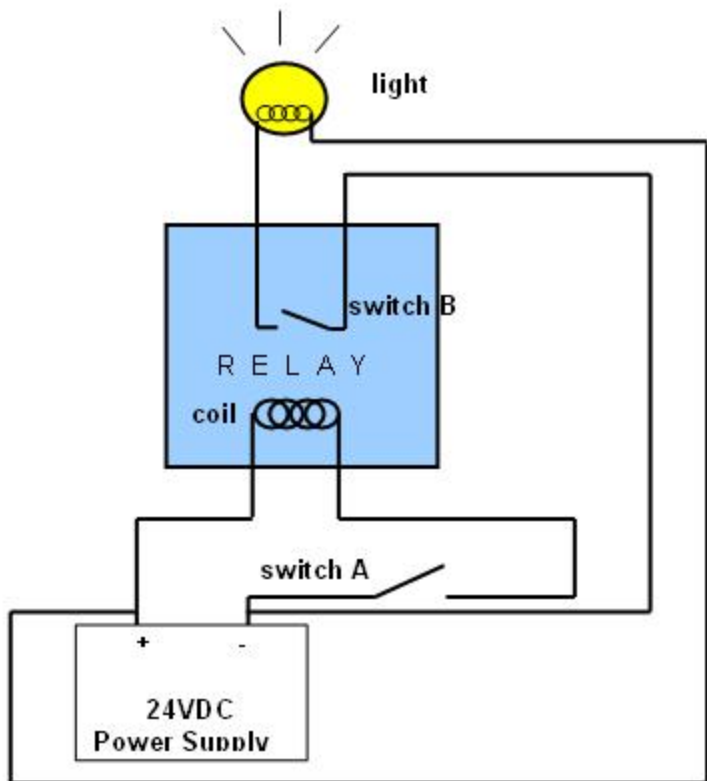 light
switch B
R E L A Y
coil
switch A
+ -
24VDC
Power Supply